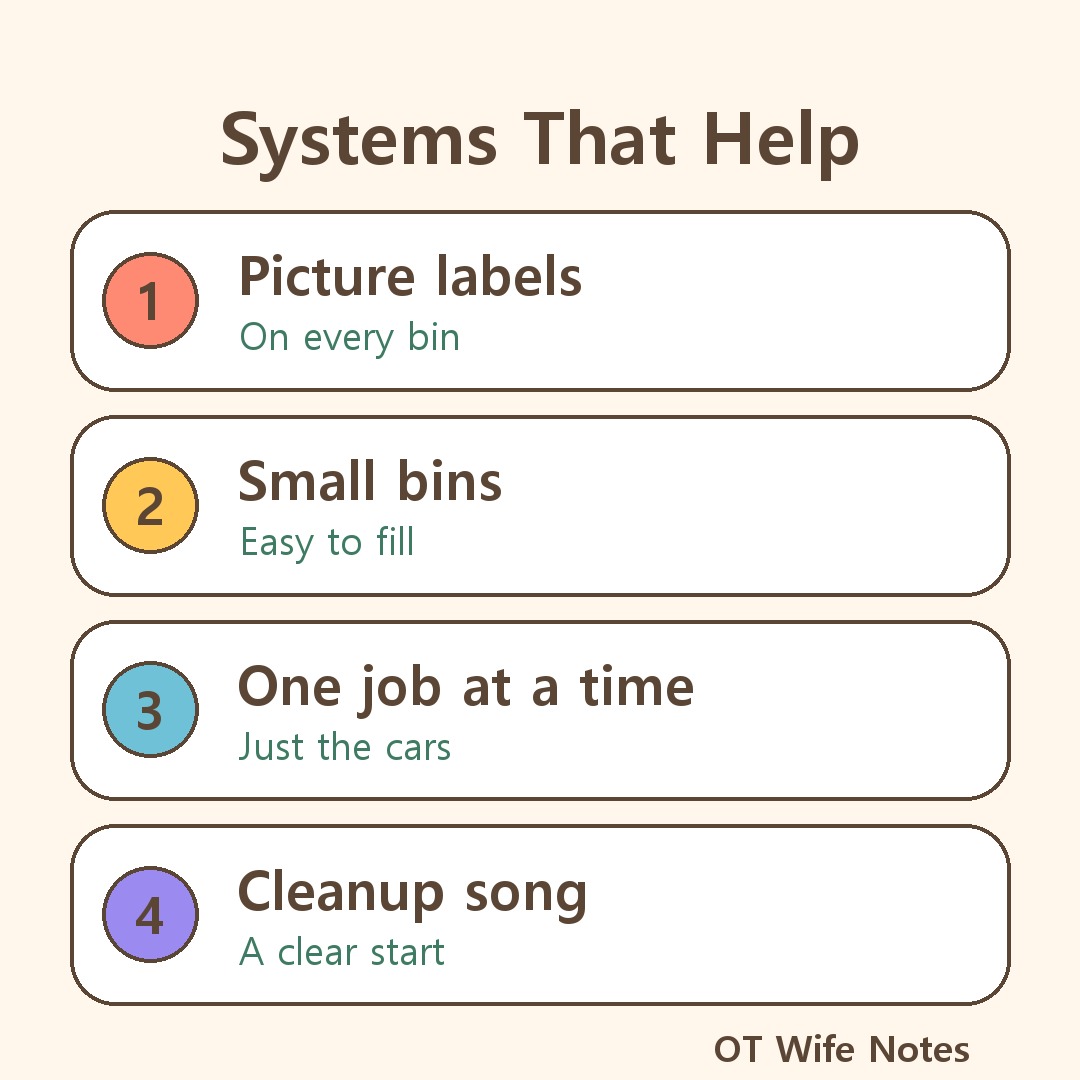 Systems That Help
1
Picture labels
On every bin
2
Small bins
Easy to fill
3
One job at a time
Just the cars
4
Cleanup song
A clear start
OT Wife Notes